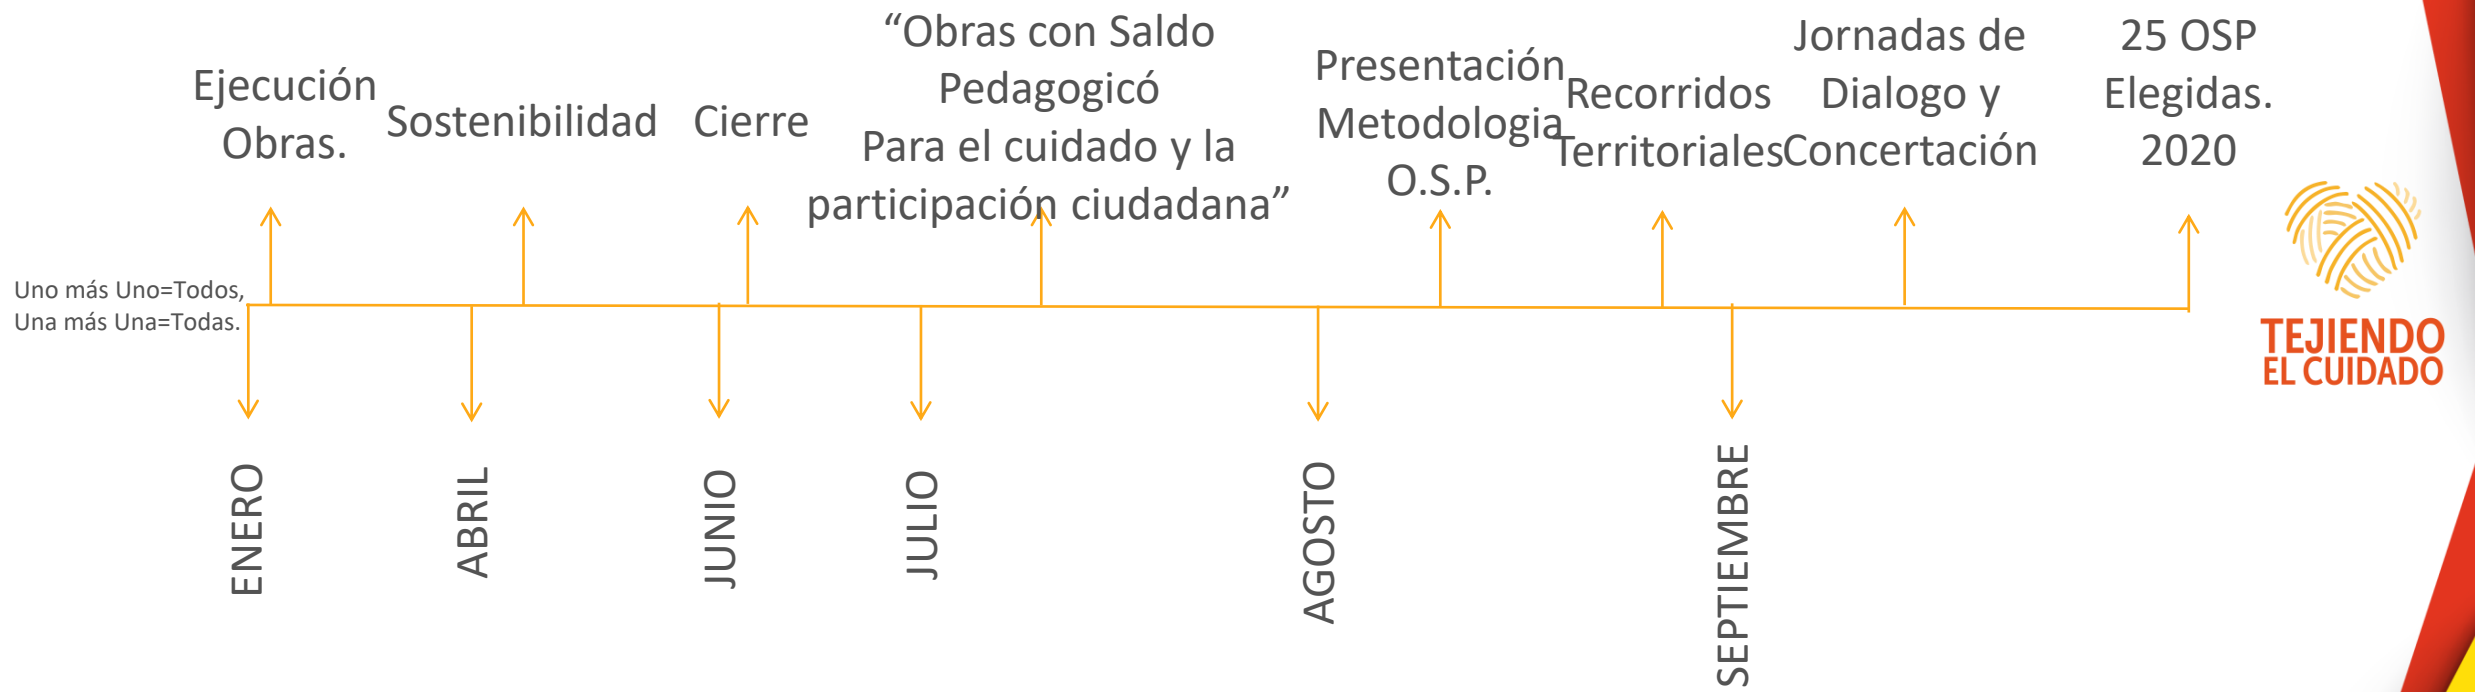 Ejecución
Obras.
Sostenibilidad
Cierre
“Obras con Saldo
Pedagogicó
Para el cuidado y la
participación ciudadana”
Presentación
Metodologia
O.S.P.
Recorridos
Territoriales
Jornadas de
Dialogo y
Concertación
25 OSP
Elegidas.
2020
Uno más Uno=Todos,
Una más Una=Todas.
TEJIENDO
EL CUIDADO
ENERO
ABRIL
JUNIO
JULIO
AGOSTO
SEPTIEMBRE